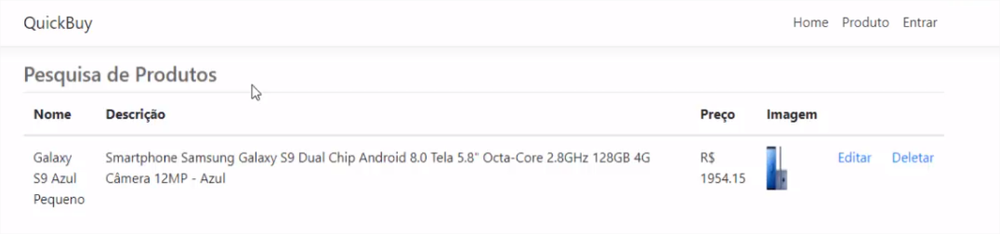 QuickBuy
Home Produto Entrar
Pesquisa de Produtos
Nome Descrição Preço Imagem
Galaxy Smartphone Samsung Galaxy S9 Dual Chip Android 8.0 Tela 5.8" Octa-Core 2.8GHz 128GB 4G R$ Editar Deletar
S9 Azul Câmera 12MP - Azul 1954.15
Pequeno